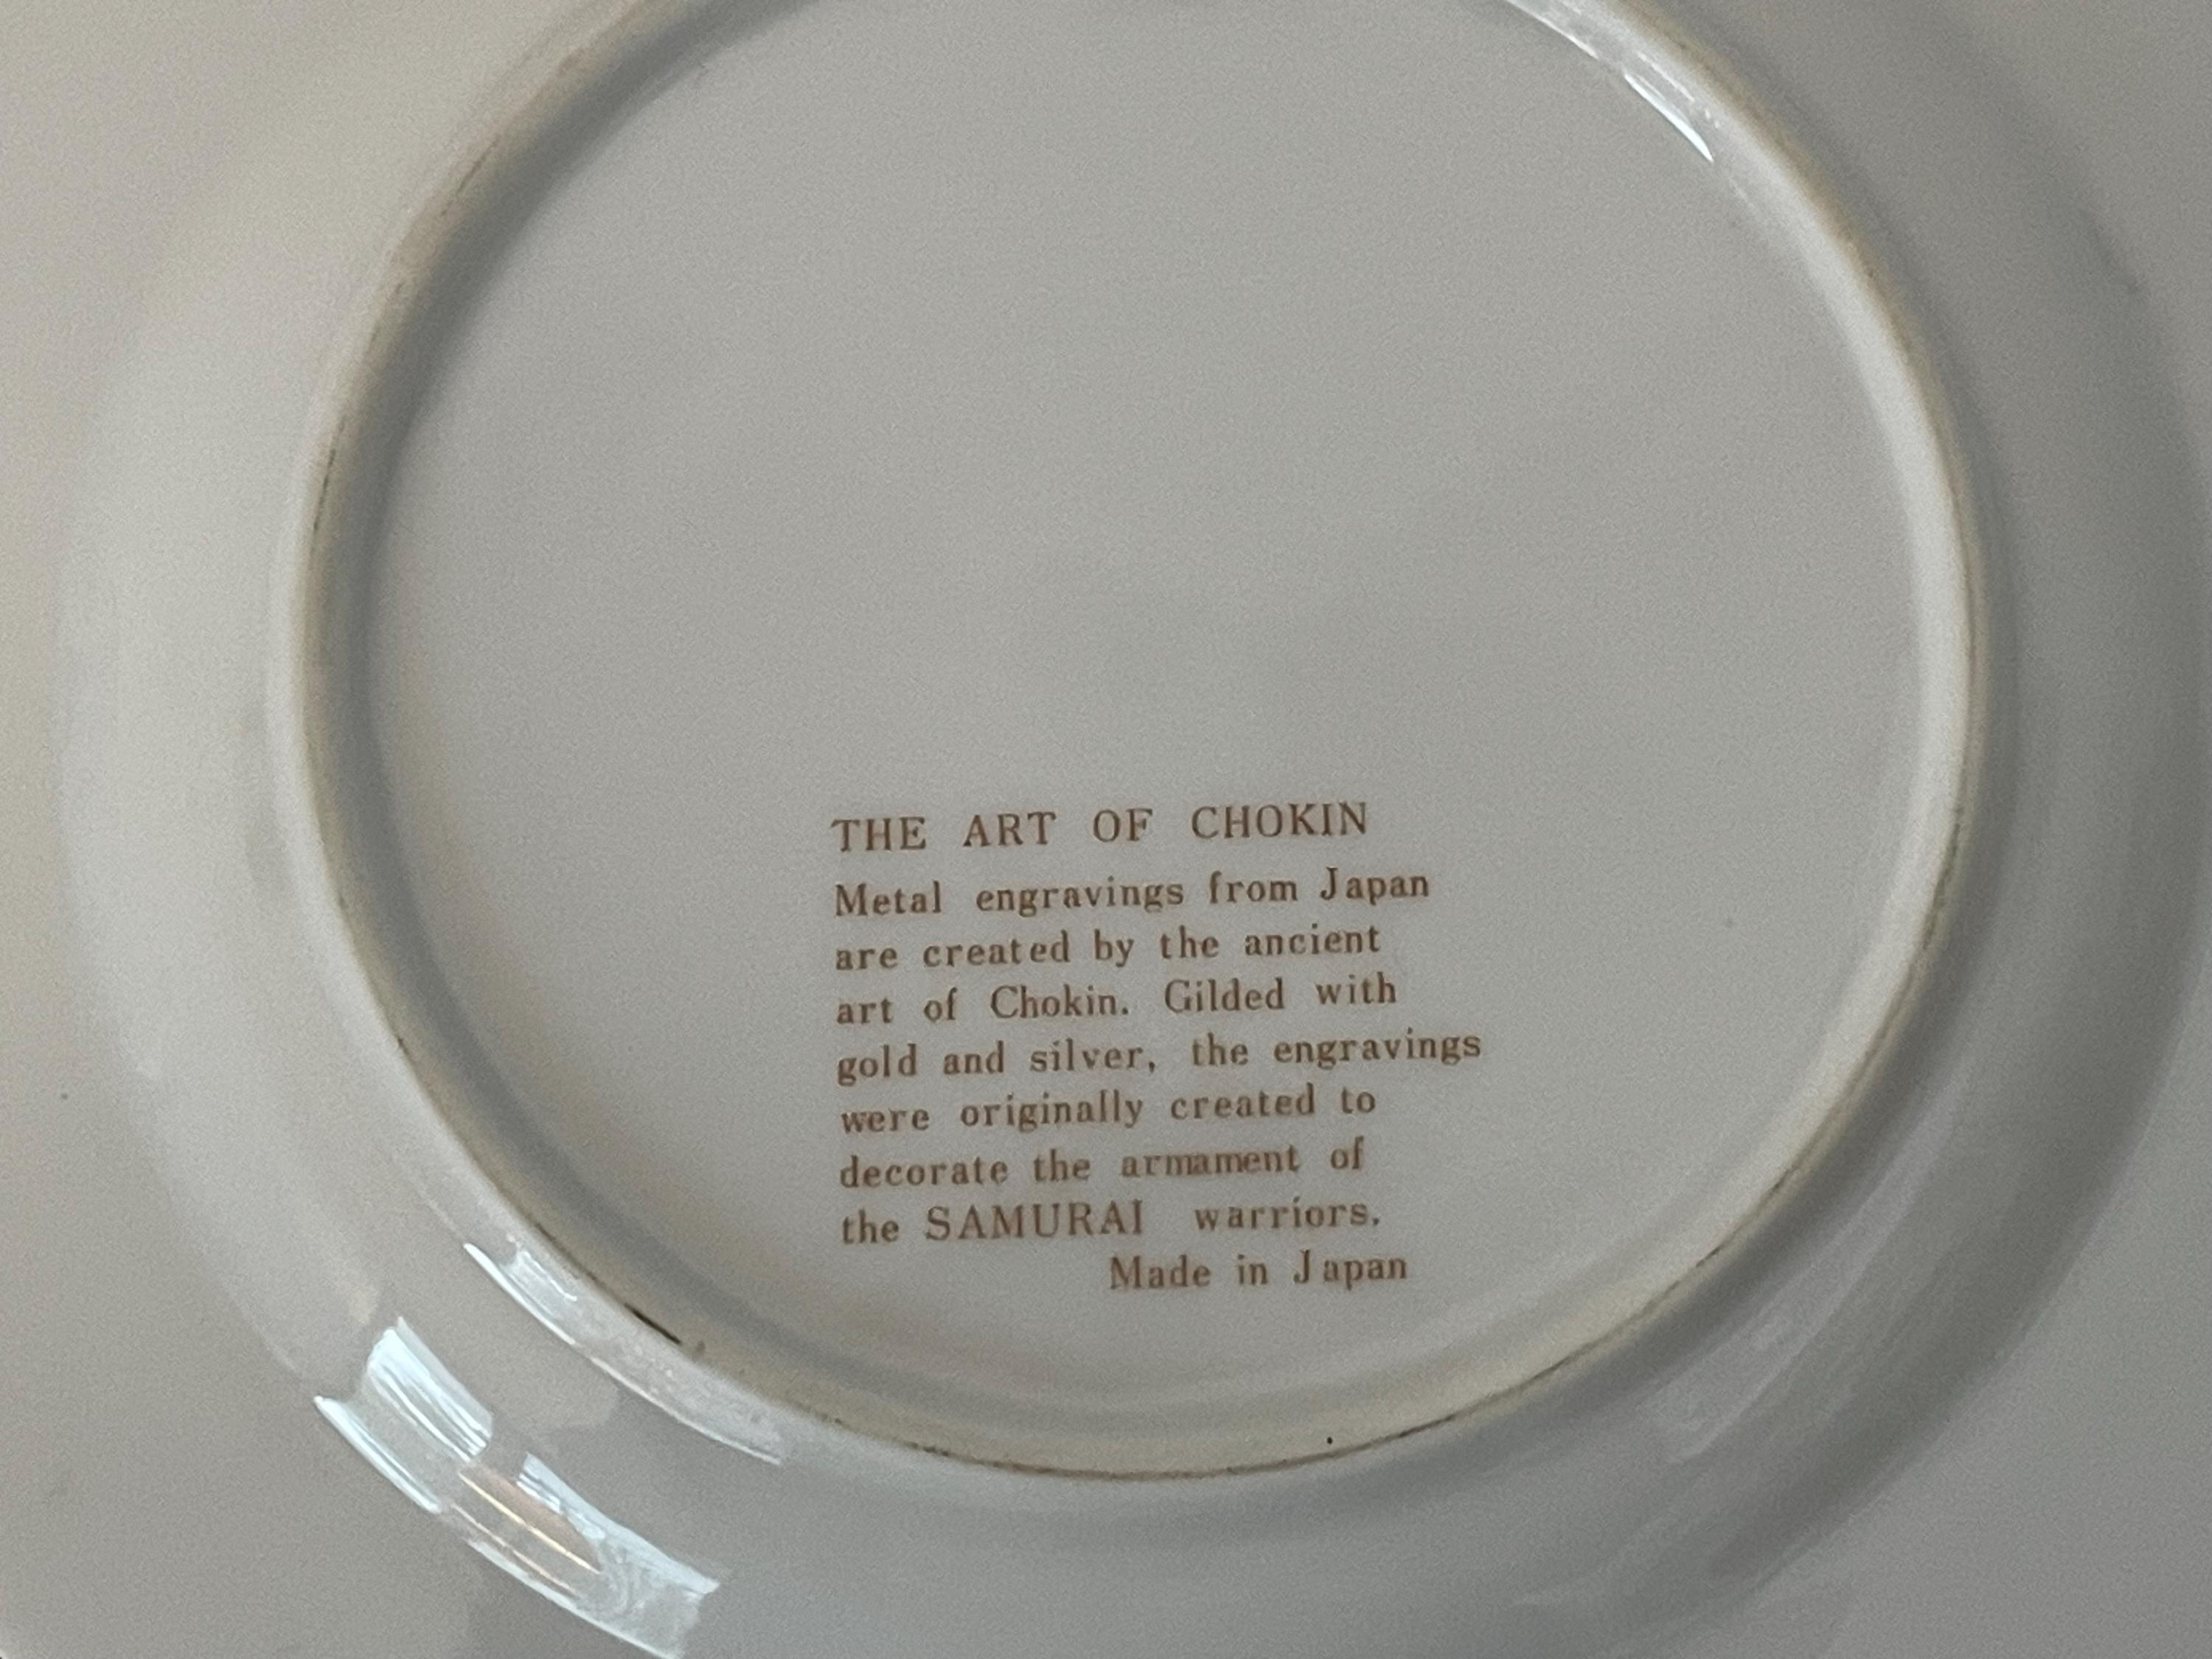 THE ART OF CHOKIN
Metal engravings from Japan
are created by the ancient
art of Chokin. Gilded with
gold and silver, the engravings
were originally created to
decorate the armament of
the SAMURAI warriors.
Made in Japan